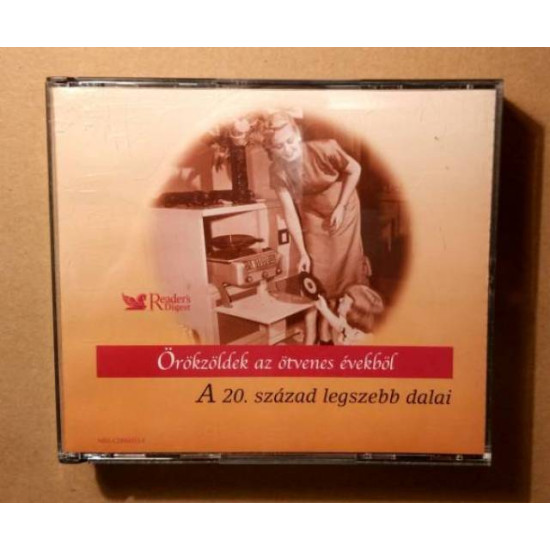 Reader's
Digest
Örökzöldek az ötvenes évekből
A 20. század legszebb dalai